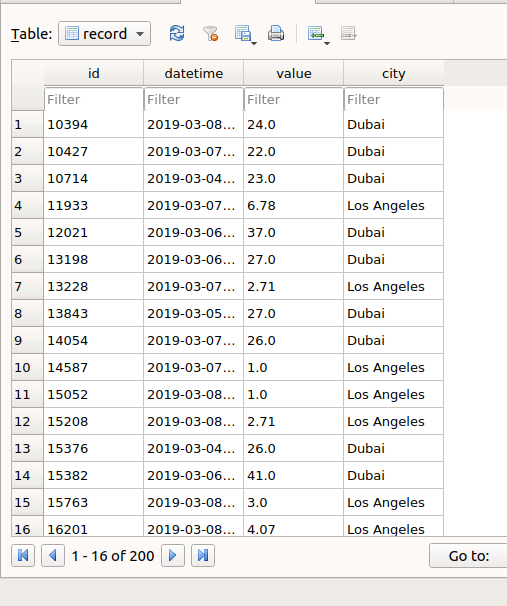 Table: record
id datetime value city
Filter Filter Filter Filter
1 10394 2019-03-08... 24.0 Dubai
2 10427 2019-03-07... 22.0 Dubai
3 10714 2019-03-04... 23.0 Dubai
4 11933 2019-03-07... 6.78 Los Angeles
5 12021 2019-03-06... 37.0 Dubai
6 13198 2019-03-06... 27.0 Dubai
7 13228 2019-03-07... 2.71 Los Angeles
8 13843 2019-03-05... 27.0 Dubai
9 14054 2019-03-07... 26.0 Dubai
10 14587 2019-03-07... 1.0 Los Angeles
11 15052 2019-03-08... 1.0 Los Angeles
12 15208 2019-03-08... 2.71 Los Angeles
13 15376 2019-03-04... 26.0 Dubai
14 15382 2019-03-06... 41.0 Dubai
15 15763 2019-03-08... 3.0 Los Angeles
16 16201 2019-03-08... 4.07 Los Angeles
1 - 16 of 200 Go to: